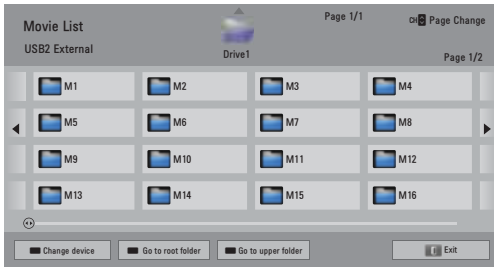 Movie List
Page 1/1
CH Page Change
USB2 External
Drive1
Page 1/2
M1
M2
M3
M4
M5
M6
M7
M8
M9
M10
M11
M12
M13
M14
M15
M16
Change device
Go to root folder
Go to upper folder
Exit